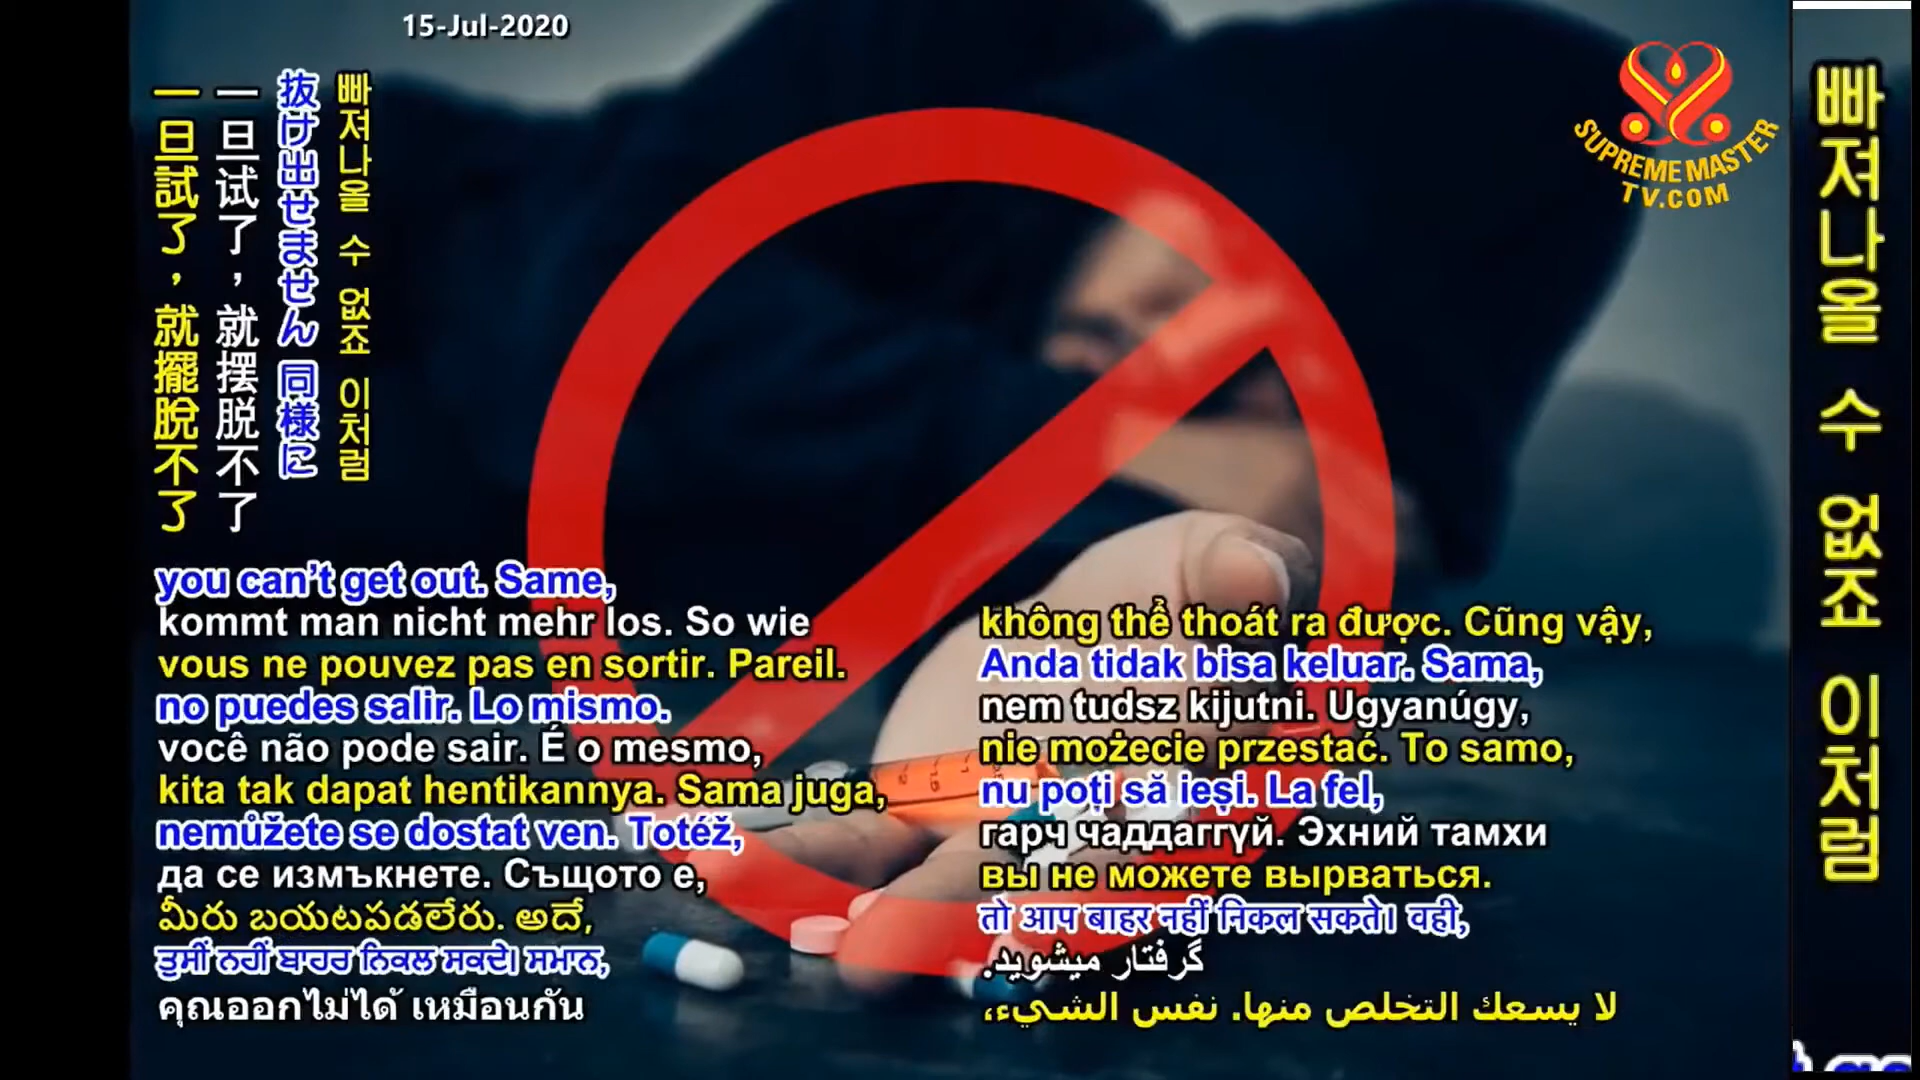 15-Jul-2020
SUPREME MASTER
TV.COM
빠져나올 수 없죠 이처럼
抜け出せません 同様に
一旦试了，就摆脱不了
一旦試了，就擺脫不了
you can't get out. Same,
kommt man nicht mehr los. So wie
vous ne pouvez pas en sortir. Pareil.
no puedes salir. Lo mismo.
você não pode sair. É o mesmo,
kita tak dapat hentikannya. Sama juga,
nemůžete se dostat ven. Totéž,
да се измъкнете. Същото е,
మీరు బయటపడలేరు. అదే,
ਤੁਸੀਂ ਨਹੀਂ ਬਾਹਰ ਨਿਕਲ ਸਕਦੇ। ਸਮਾਨ,
คุณออกไม่ได้ เหมือนกัน
không thể thoát ra được. Cũng vậy,
Anda tidak bisa keluar. Sama,
nem tudsz kijutni. Ugyanúgy,
nie możecie przestać. To samo,
nu poți să ieși. La fel,
гарч чаддаггүй. Эхний тамхи
вы не можете вырваться.
तो आप बाहर नहीं निकल सकते। वही,
گرفتار میشوید.
لا يسعك التخلص منها. نفس الشيء،
빠져나올 수 없죠 이처럼